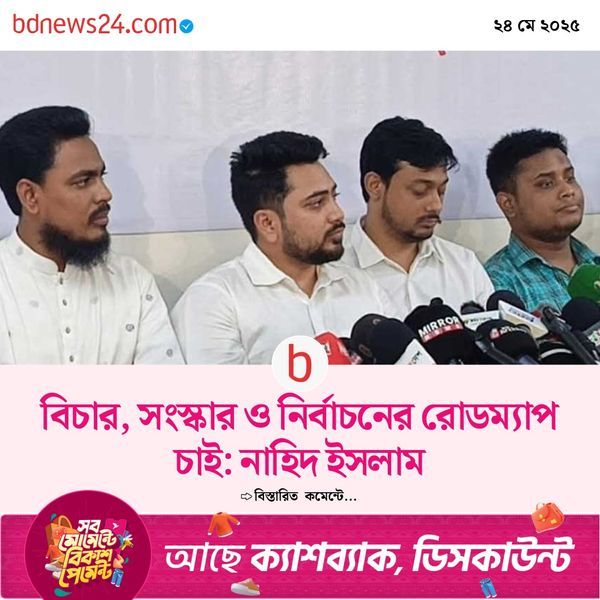 bdnews24.com
২৪ মে ২০২৫
MIRROR
b
বিচার, সংস্কার ও নির্বাচনের রোডম্যাপ
চাই: নাহিদ ইসলাম
⇨বিস্তারিত কমেন্টে...
সব
মোমেন্টে
বিকাশ
পেমেন্ট
আছে ক্যাশব্যাক, ডিসকাউন্ট